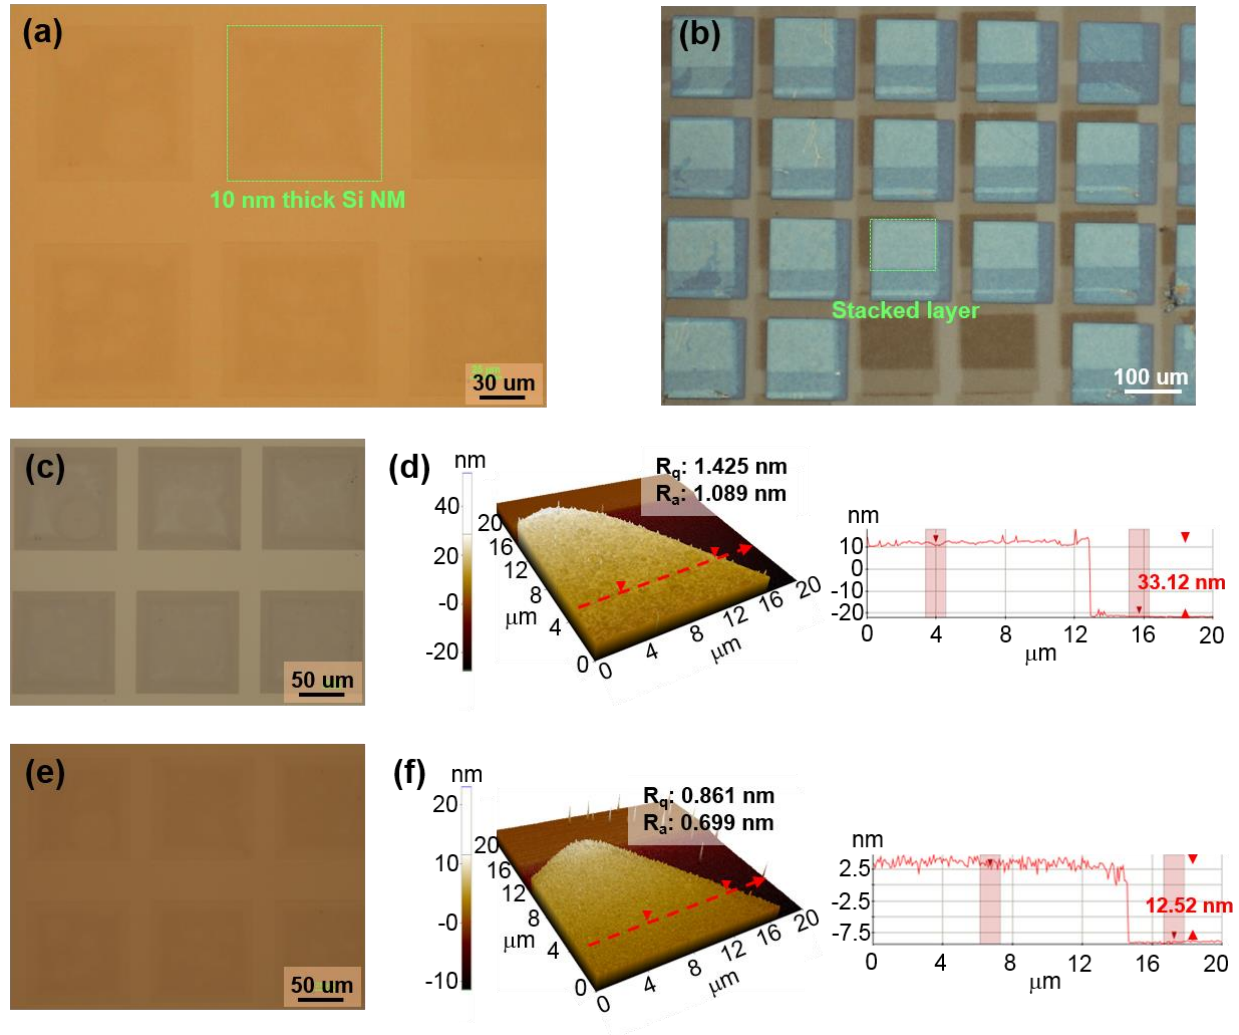 (a)
10 nm thick Si NM
30 um
(b)
Stacked layer
100 um
(c)
50 um
(d)
nm
40
20
-0
-20
Rq: 1.425 nm
Ra: 1.089 nm
20
16
12
8
4
0
μm
0
4
8
12
16
20
μm
nm
10
0
-10
-20
33.12 nm
0
4
8
12
16
20
μm
(e)
50 um
(f)
nm
20
10
-0
-10
Rq: 0.861 nm
Ra: 0.699 nm
20
16
12
8
4
0
μm
0
4
8
12
16
20
μm
nm
2.5
-2.5
-7.5
12.52 nm
0
4
8
12
16
20
μm